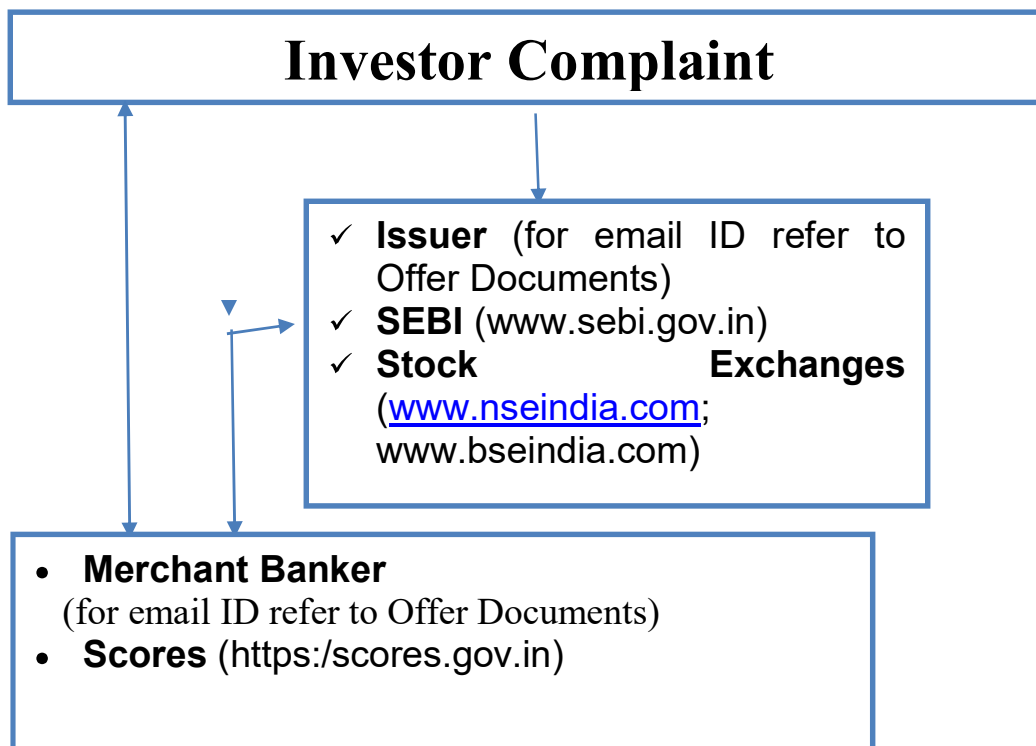 Investor Complaint
✓ Issuer (for email ID refer to
Offer Documents)
✓ SEBI (www.sebi.gov.in)
✓ Stock Exchanges
(www.nseindia.com;
www.bseindia.com)
• Merchant Banker
(for email ID refer to Offer Documents)
• Scores (https:/scores.gov.in)